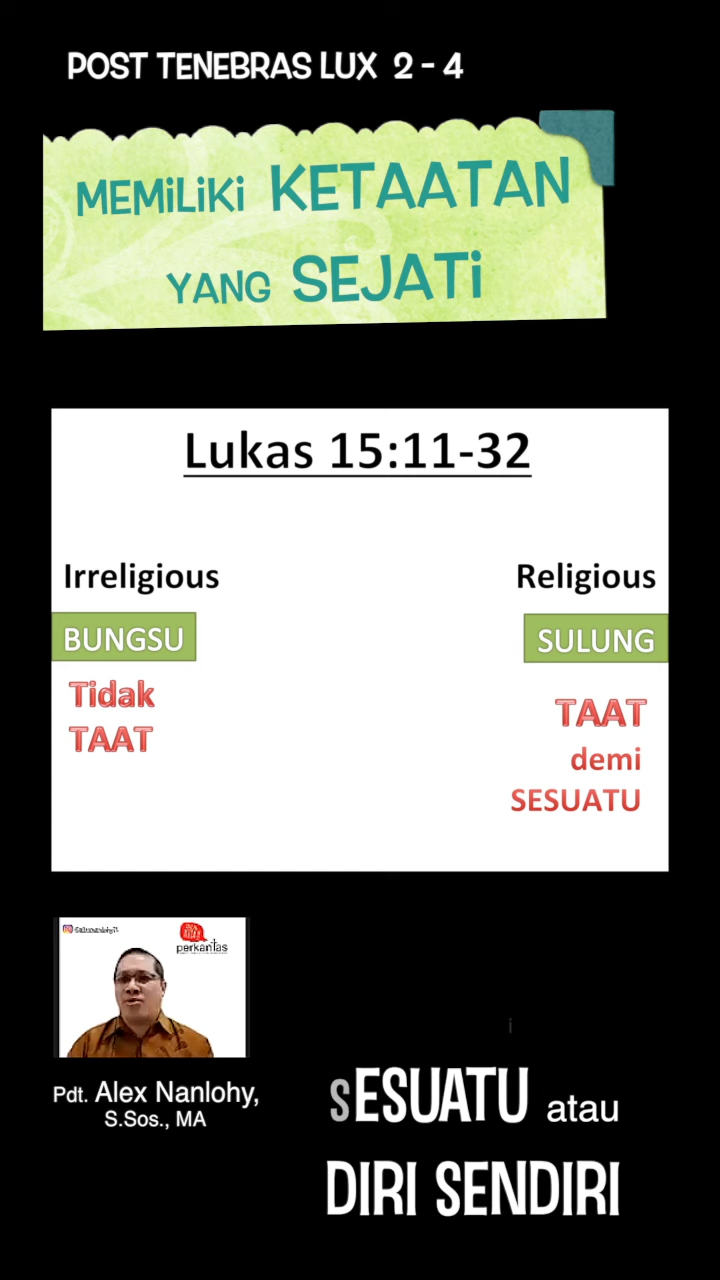 POST TENEBRAS LUX 2 - 4
MEMiLiKi KETAATAN
YANG SEJATi
Lukas 15:11-32
Irreligious
Religious
BUNGSU
SULUNG
Tidak
TAAT
TAAT
demi
SESUATU
perkantas
Pdt. Alex Nanlohy,
S.Sos., MA
i
SESUATU atau
DIRI SENDIRI